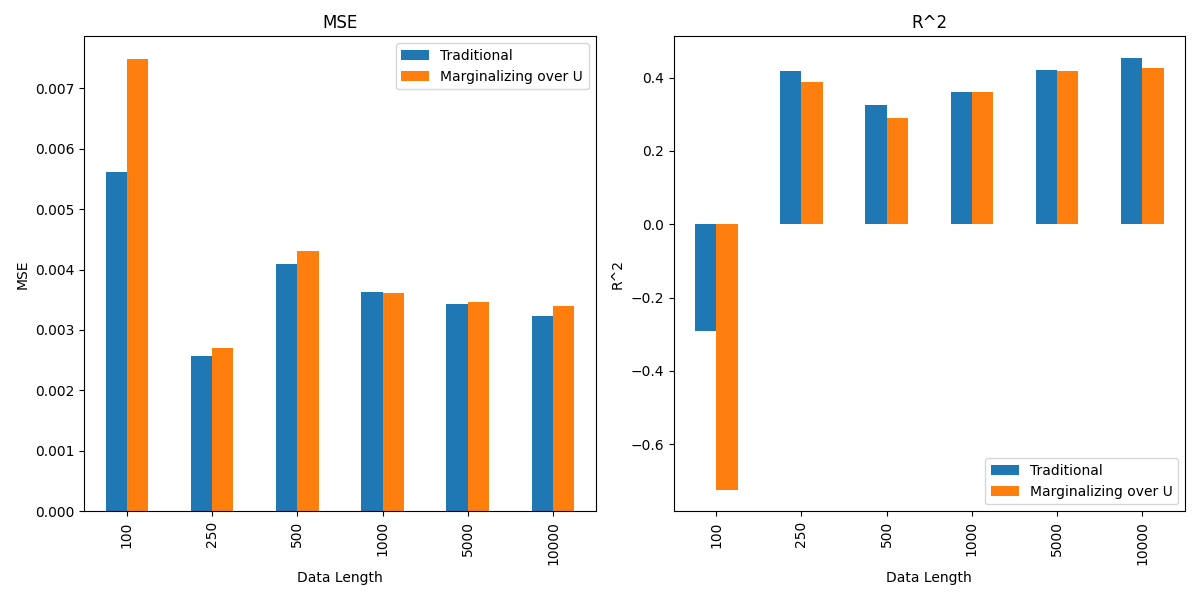 MSE
Traditional
Marginalizing over U
0.007
0.006
0.005
0.004
0.003
0.002
0.001
0.000
MSE
100
250
500
1000
5000
10000
Data Length
R^2
0.4
0.2
0.0
−0.2
−0.4
−0.6
R^2
Traditional
Marginalizing over U
100
250
500
1000
5000
10000
Data Length